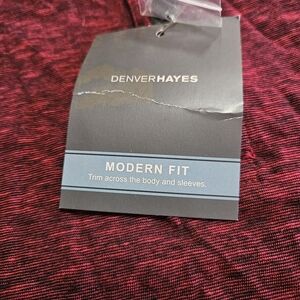 DENVERHAYES
MODERN FIT
Trim across the body and sleeves.